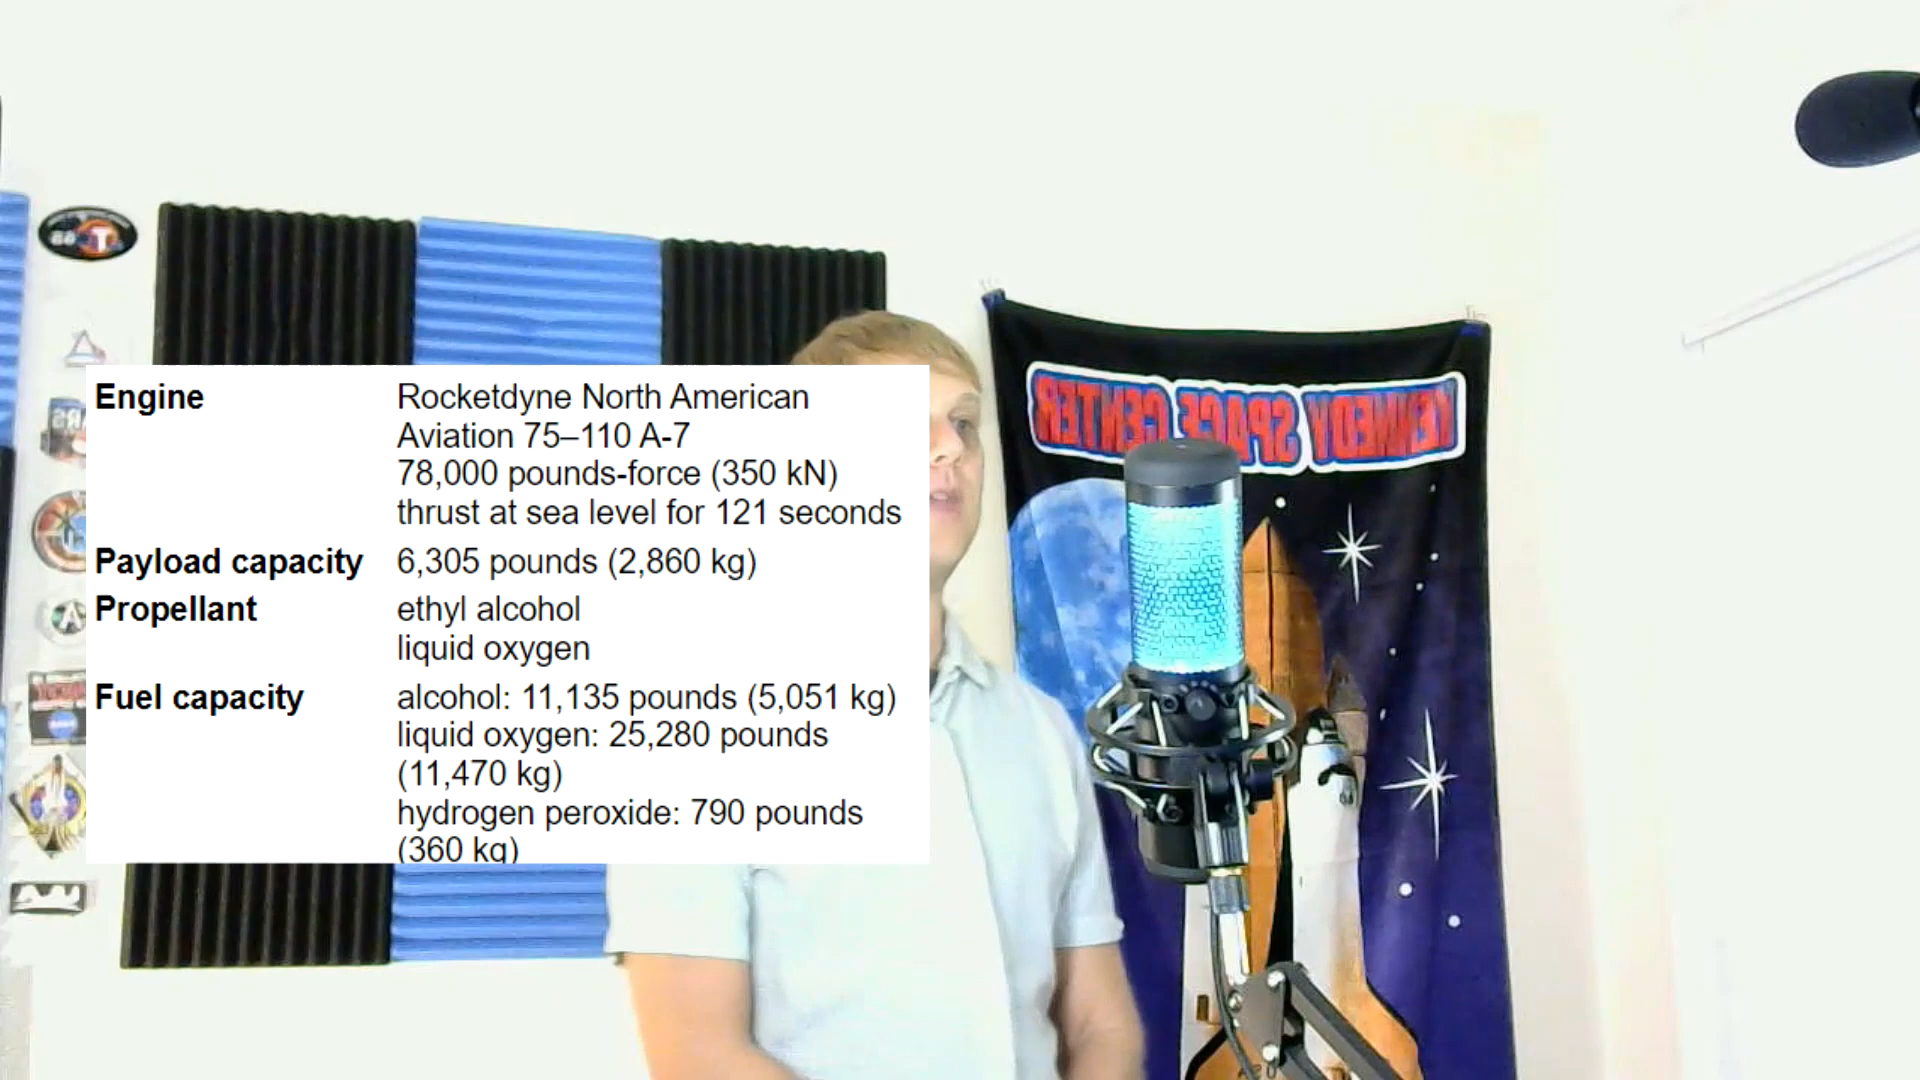 Engine
Rocketdyne North American
Aviation 75–110 A-7
78,000 pounds-force (350 kN)
thrust at sea level for 121 seconds
Payload capacity
6,305 pounds (2,860 kg)
Propellant
ethyl alcohol
liquid oxygen
Fuel capacity
alcohol: 11,135 pounds (5,051 kg)
liquid oxygen: 25,280 pounds
(11,470 kg)
hydrogen peroxide: 790 pounds
(360 kg)
KENNEDY SPACE CENTER